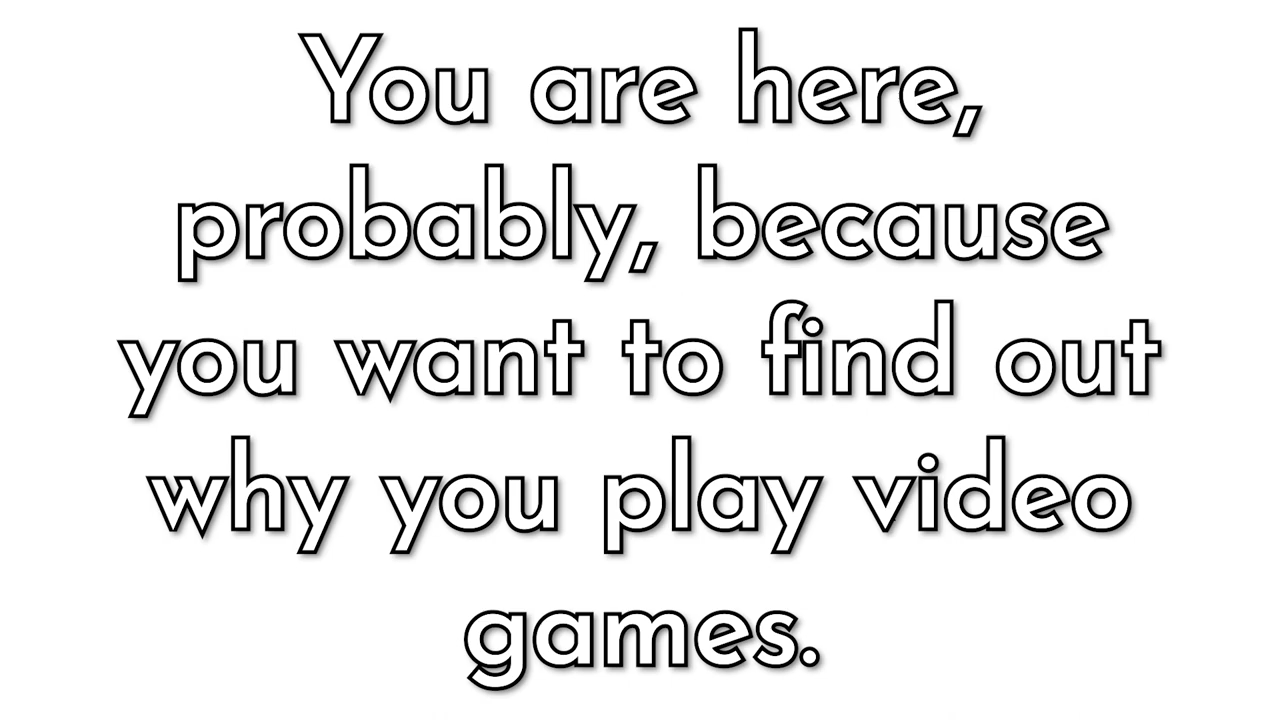 You are here,
probably, because
you want to find out
why you play video
games.